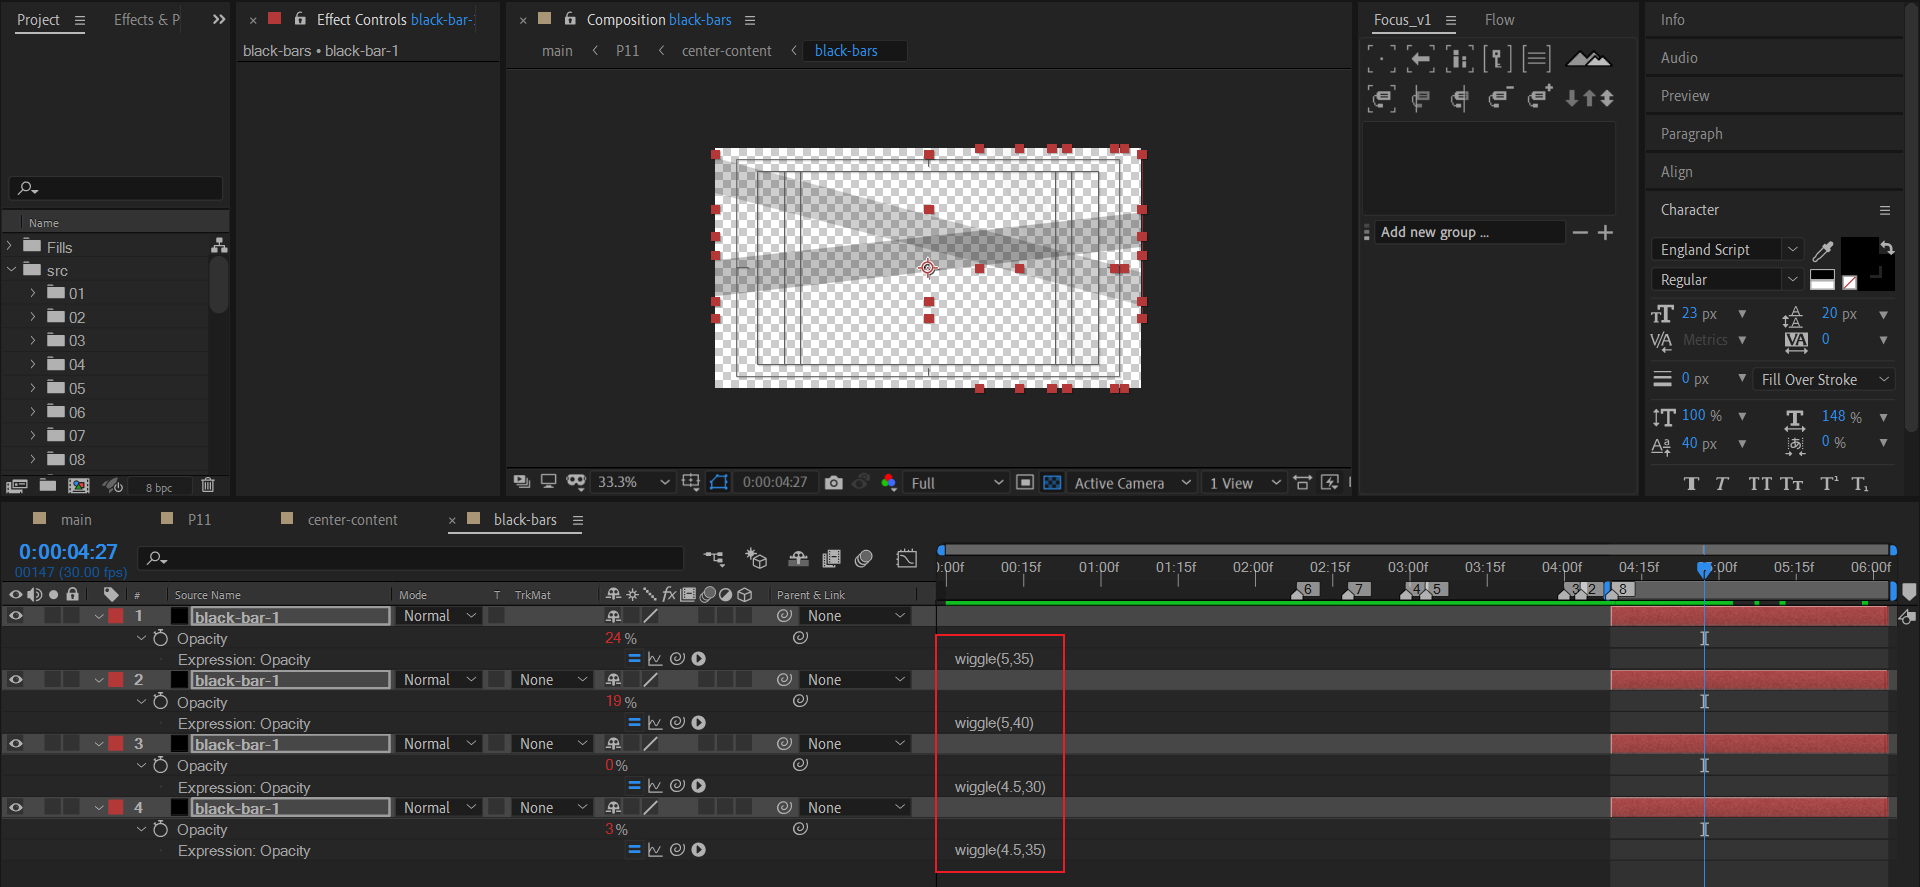 Project
Effects & P
Effect Controls black-bar-
black-bars • black-bar-1
Composition black-bars
main
P11
center-content
black-bars
Focus_v1
Flow
Add new group ...
Info
Audio
Preview
Paragraph
Align
Character
England Script
Regular
23 px
20 px
Metrics
0
0 px
Fill Over Stroke
100 %
148 %
40 px
0 %
Name
Fills
src
01
02
03
04
05
06
07
08
8 bpc
33.3%
0:00:04:27
Full
Active Camera
1 View
main
P11
center-content
black-bars
0:00:04:27
00147 (30.00 fps)
:00f 00:15f 01:00f 01:15f 02:00f 02:15f 03:00f 03:15f 04:00f 04:15f 05:00f 05:15f 06:00f
6 7 4 5 3 2 8
# Source Name Mode T TrkMat Parent & Link
1 black-bar-1 Normal None
Opacity 24 %
Expression: Opacity wiggle(5,35)
2 black-bar-1 Normal None None
Opacity 19 %
Expression: Opacity wiggle(5,40)
3 black-bar-1 Normal None None
Opacity 0 %
Expression: Opacity wiggle(4.5,30)
4 black-bar-1 Normal None None
Opacity 3 %
Expression: Opacity wiggle(4.5,35)